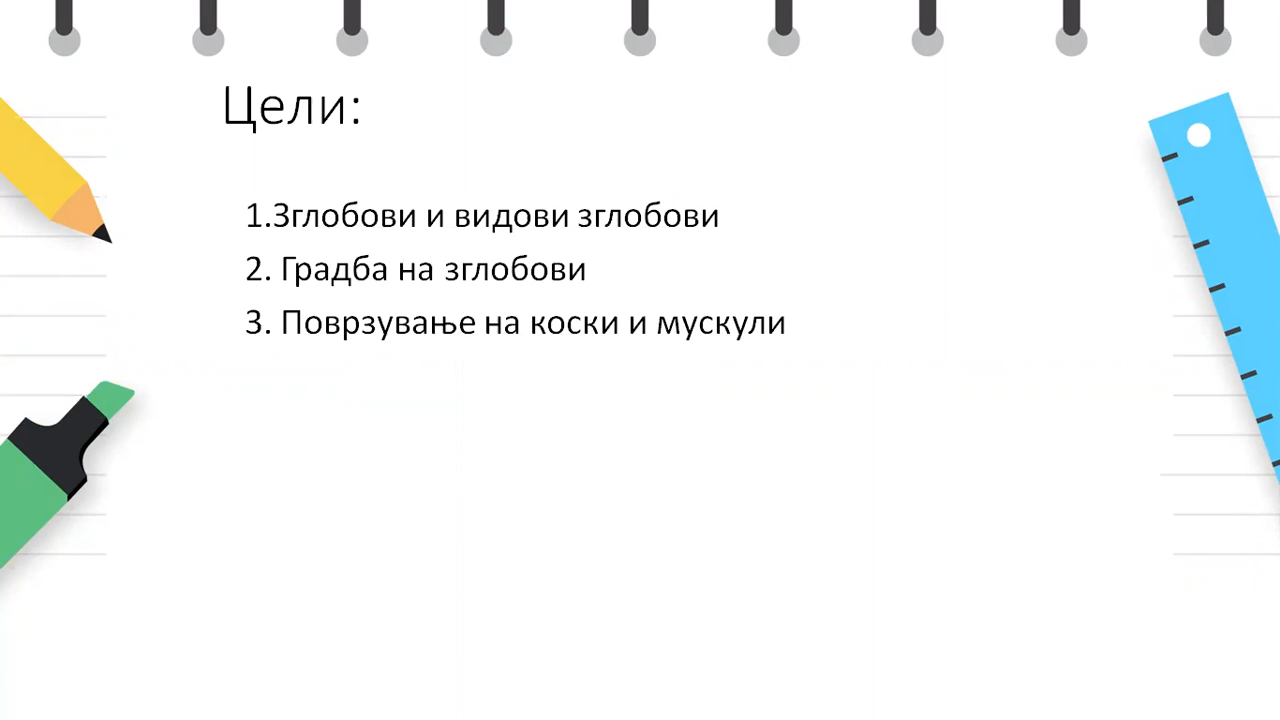 Цели:
1.Зглобови и видови зглобови
2. Градба на зглобови
3. Поврзување на коски и мускули